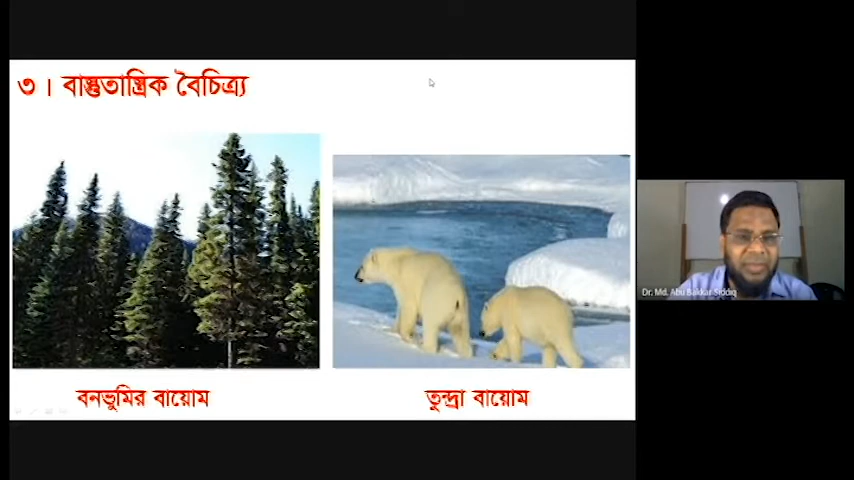 ৩। বাস্তুতান্ত্রিক বৈচিত্র্য
বনভুমির বায়োম
তুন্দ্রা বায়োম
Dr. Md. Abu Bakkar Siddiq